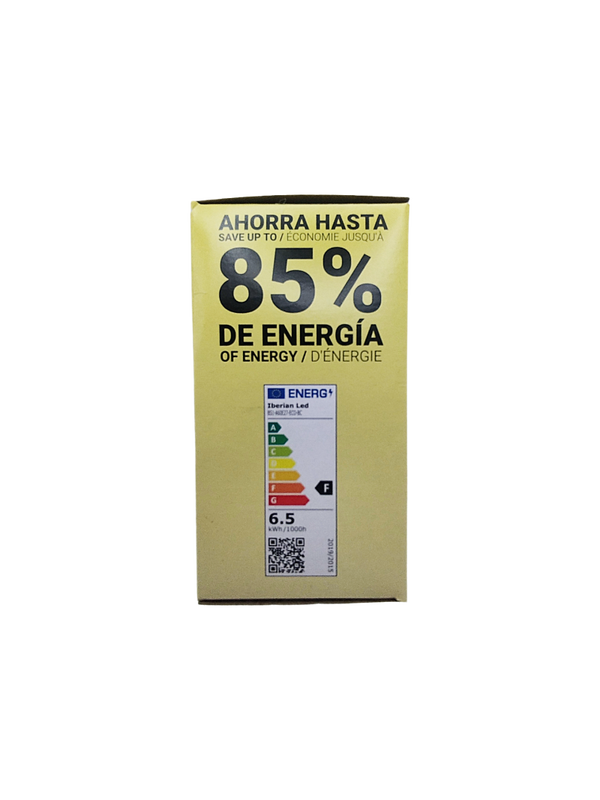 AHORRA HASTA
SAVE UP TO / ÉCONOMIE JUSQU'À
85%
DE ENERGÍA
OF ENERGY / D'ÉNERGIE
ENERG
Iberian Led
A
B
C
D
E
F
F
G
6.5
kWh/1000h
2019/2015